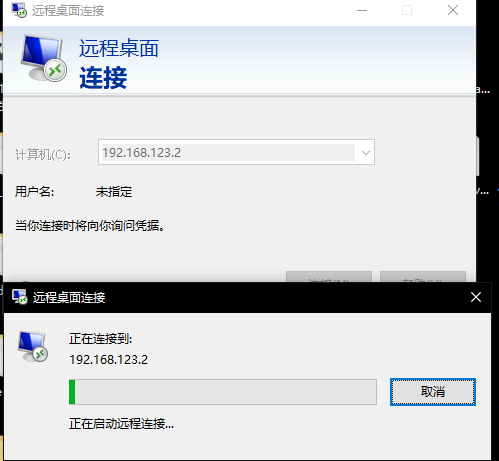 远程桌面连接
远程桌面
连接
计算机(C):
192.168.123.2
用户名:
未指定
当你连接时将向你询问凭据。
远程桌面连接
正在连接到:
192.168.123.2
取消
正在启动远程连接...